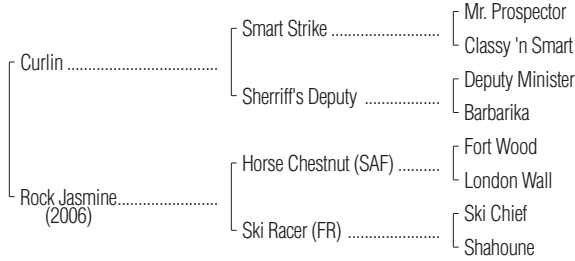 Mr. Prospector
Smart Strike ..........................
Classy 'n Smart
Curlin ....................................
Deputy Minister
Sherriff's Deputy ..................
Barbarika
Fort Wood
Horse Chestnut (SAF) ..........
London Wall
Rock Jasmine........................
(2006)
Ski Chief
Ski Racer (FR) ......................
Shahoune